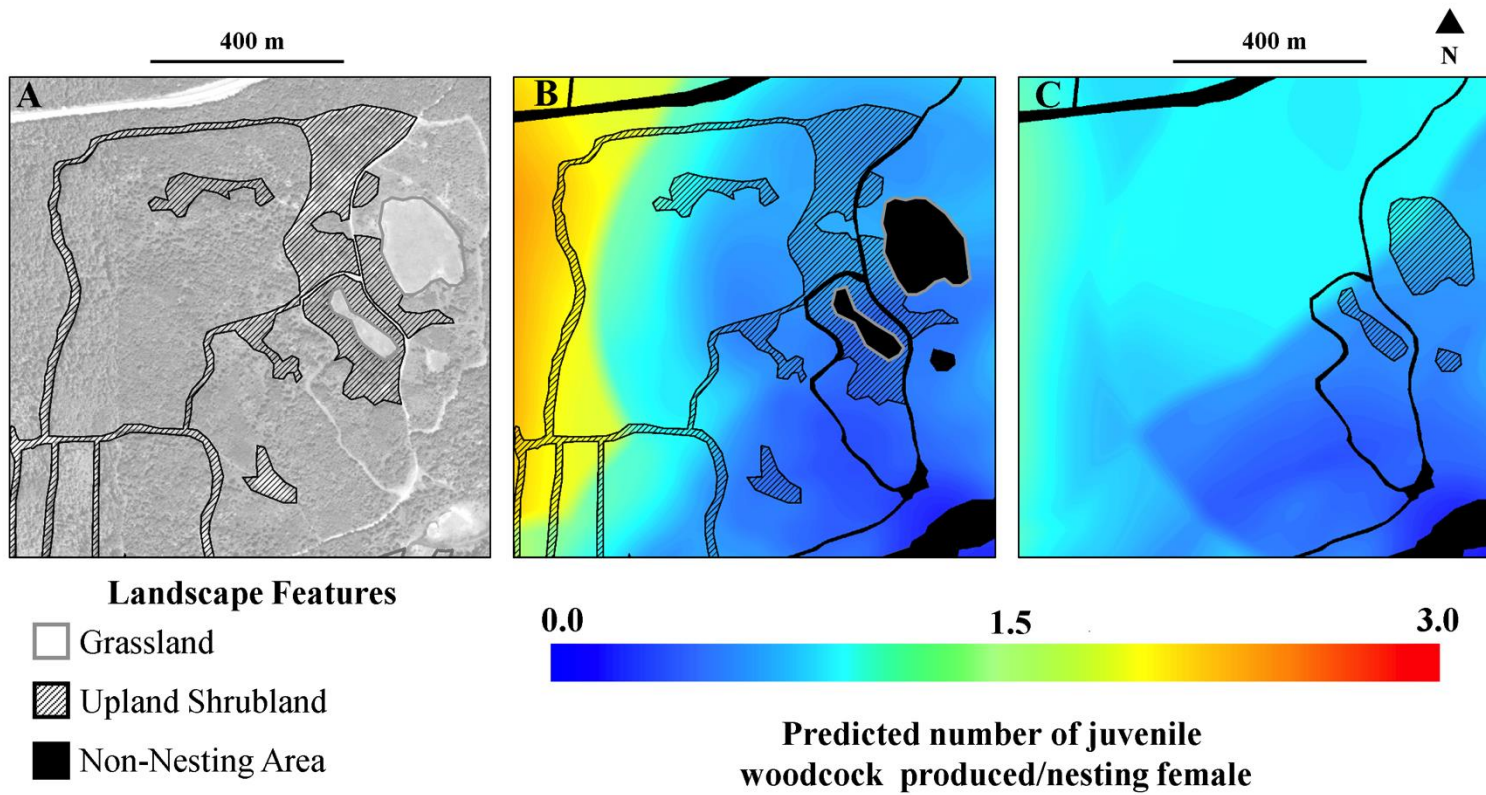 400 m
400 m
N
A
B
C
Landscape Features
Grassland
Upland Shrubland
Non-Nesting Area
0.0
1.5
3.0
Predicted number of juvenile
woodcock produced/nesting female